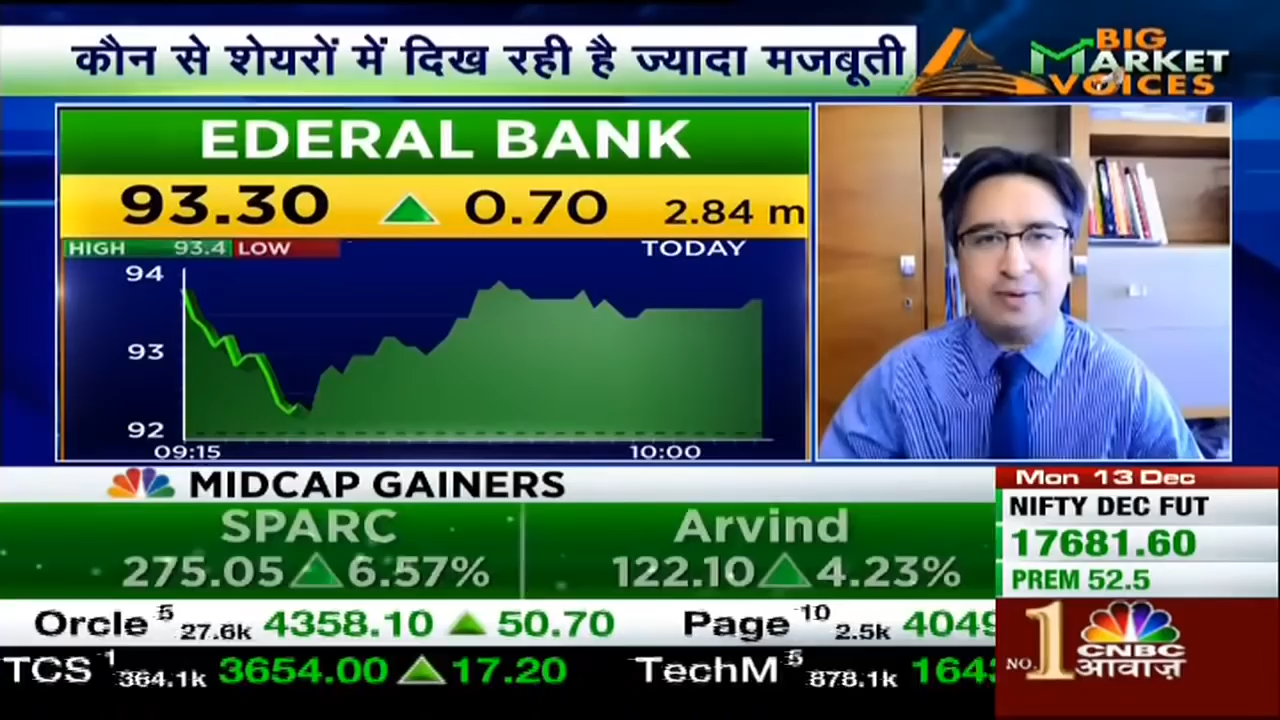 कौन से शेयरों में दिख रही है ज्यादा मजबूती
BIG
MARKET
VOICES
EDERAL BANK
93.30 ▲ 0.70 2.84 m
HIGH 93.4 LOW
TODAY
94
93
92
09:15 10:00
MIDCAP GAINERS
SPARC
275.05 ▲ 6.57%
Arvind
122.10 ▲ 4.23%
Mon 13 Dec
NIFTY DEC FUT
17681.60
PREM 52.5
Orcle 5 27.6k 4358.10 ▲ 50.70 Page 10 2.5k 4049
TCS 1 364.1k 3654.00 ▲ 17.20 TechM 5 878.1k 164
NO. 1 CNBC
आवाज़